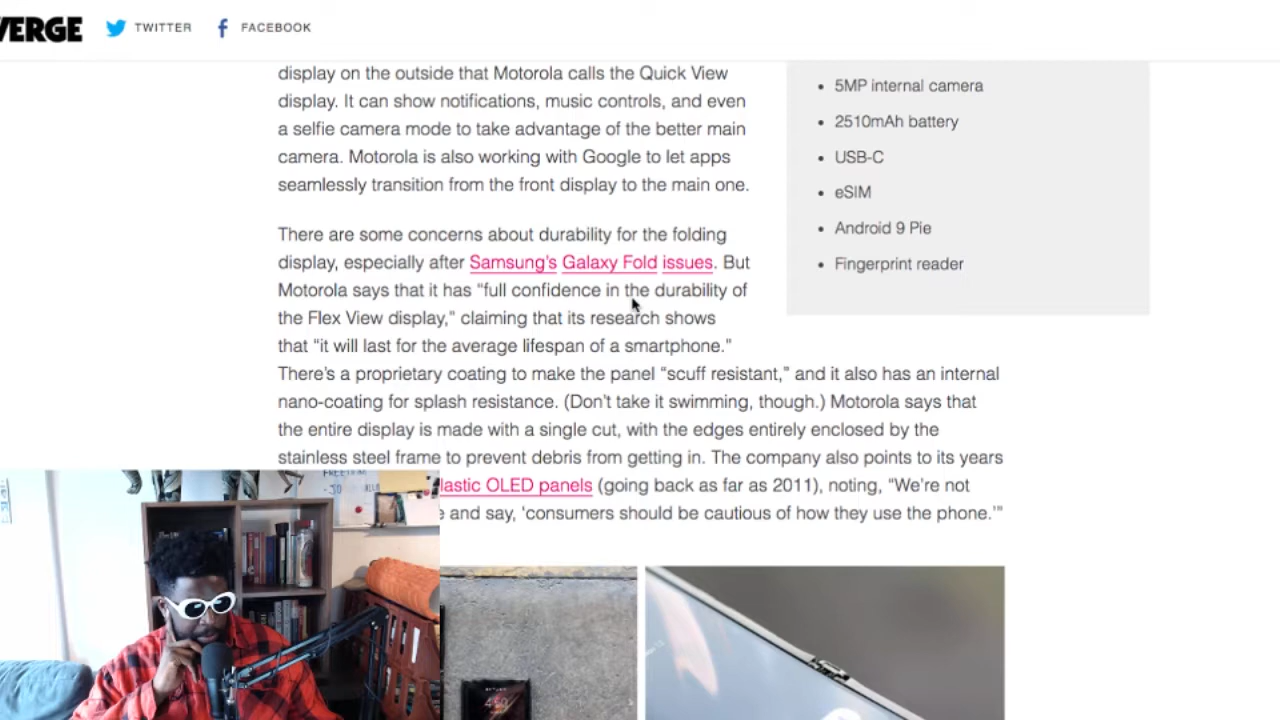 VERGE
TWITTER
FACEBOOK
display on the outside that Motorola calls the Quick View
display. It can show notifications, music controls, and even
a selfie camera mode to take advantage of the better main
camera. Motorola is also working with Google to let apps
seamlessly transition from the front display to the main one.
There are some concerns about durability for the folding
display, especially after Samsung's Galaxy Fold issues. But
Motorola says that it has “full confidence in the durability of
the Flex View display,” claiming that its research shows
that “it will last for the average lifespan of a smartphone.”
There’s a proprietary coating to make the panel “scuff resistant,” and it also has an internal
nano-coating for splash resistance. (Don’t take it swimming, though.) Motorola says that
the entire display is made with a single cut, with the edges entirely enclosed by the
stainless steel frame to prevent debris from getting in. The company also points to its years
lastic OLED panels (going back as far as 2011), noting, “We’re not
e and say, ‘consumers should be cautious of how they use the phone.’”
5MP internal camera
2510mAh battery
USB-C
eSIM
Android 9 Pie
Fingerprint reader